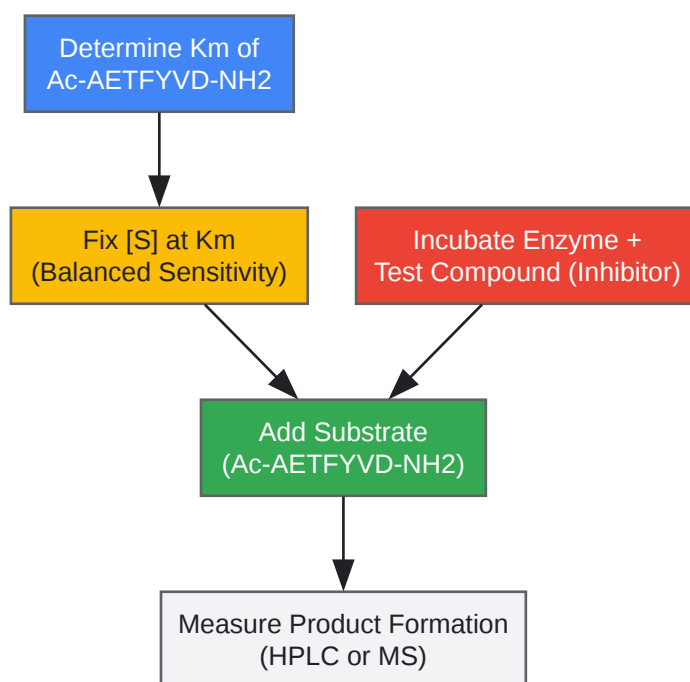 Determine Km of
Ac-AETFYVD-NH2
Fix [S] at Km
(Balanced Sensitivity)
Incubate Enzyme +
Test Compound (Inhibitor)
Add Substrate
(Ac-AETFYVD-NH2)
Measure Product Formation
(HPLC or MS)